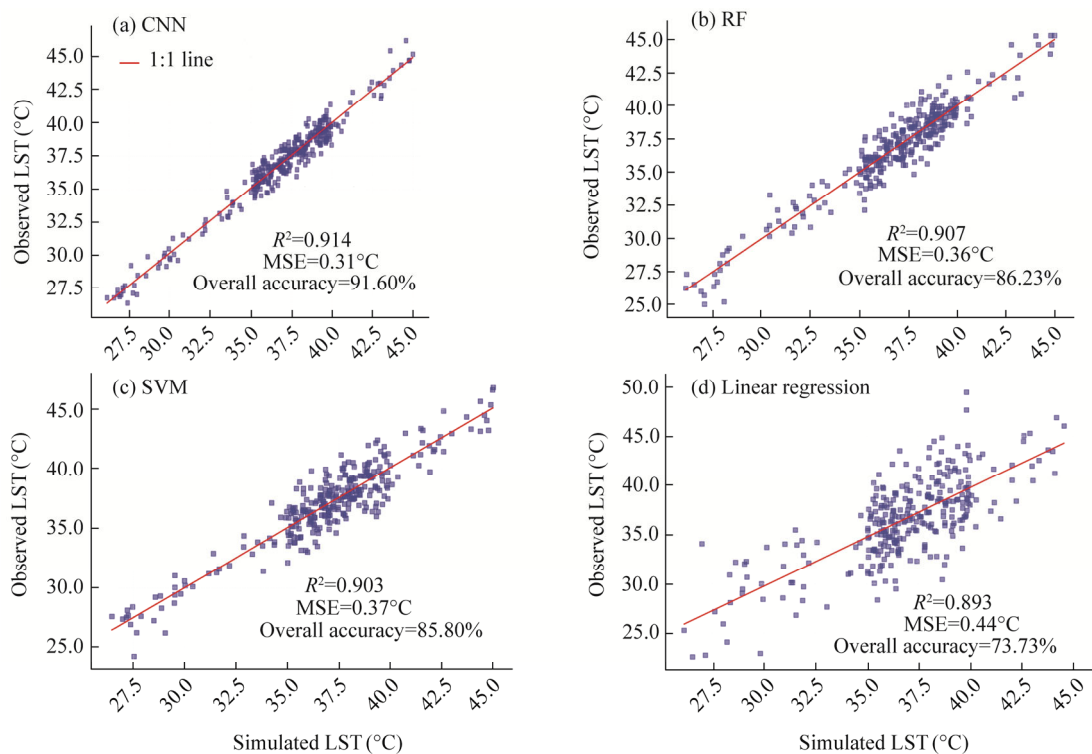 (a) CNN
1:1 line
45.0
42.5
40.0
37.5
35.0
32.5
30.0
27.5
Observed LST (°C)
R²=0.914
MSE=0.31°C
Overall accuracy=91.60%
27.5 30.0 32.5 35.0 37.5 40.0 42.5 45.0
(b) RF
45.0
42.5
40.0
37.5
35.0
32.5
30.0
27.5
25.0
Observed LST (°C)
R²=0.907
MSE=0.36°C
Overall accuracy=86.23%
27.5 30.0 32.5 35.0 37.5 40.0 42.5 45.0
(c) SVM
45.0
40.0
35.0
30.0
25.0
Observed LST (°C)
R²=0.903
MSE=0.37°C
Overall accuracy=85.80%
27.5 30.0 32.5 35.0 37.5 40.0 42.5 45.0
Simulated LST (°C)
(d) Linear regression
50.0
45.0
40.0
35.0
30.0
25.0
Observed LST (°C)
R²=0.893
MSE=0.44°C
Overall accuracy=73.73%
27.5 30.0 32.5 35.0 37.5 40.0 42.5 45.0
Simulated LST (°C)